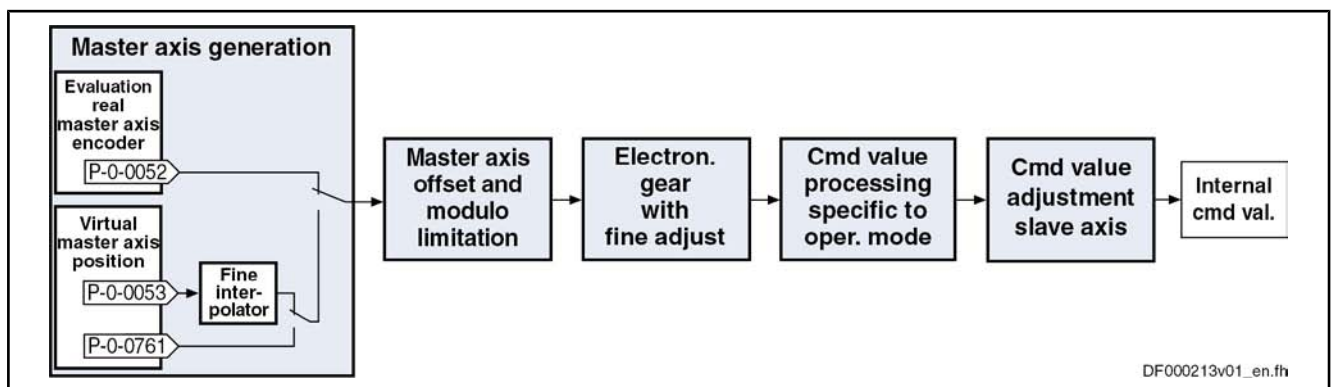 Master axis generation
Evaluation
real
master axis
encoder
P-0-0052
Virtual
master axis
position
P-0-0053
Fine
inter-
polator
P-0-0761
Master axis
offset and
modulo
limitation
Electron.
gear
with
fine adjust
Cmd value
processing
specific to
oper. mode
Cmd value
adjustment
slave axis
Internal
cmd val.
DF000213v01_en.fh